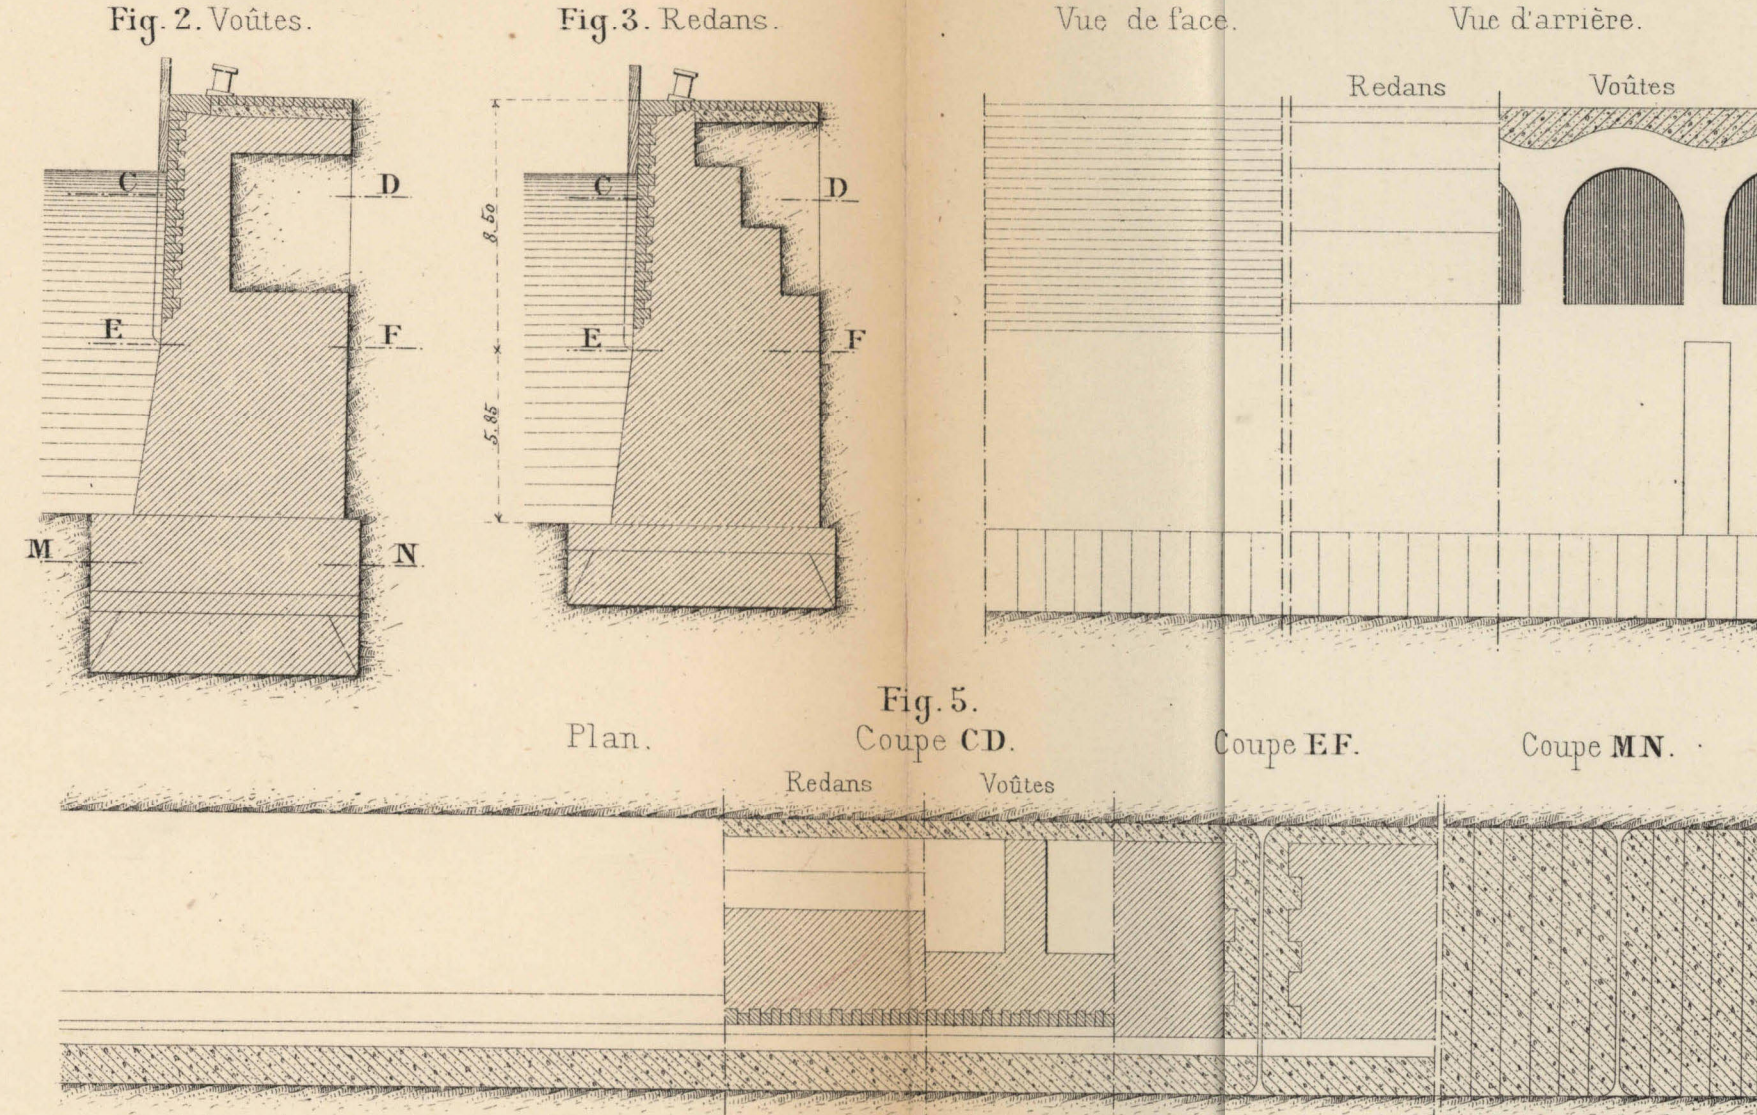 Fig. 2. Voûtes.
Fig. 3. Redans.
Vue de face.
Vue d'arrière.
Redans
Voûtes
C
D
E
F
M
N
8.50
5.85
C
D
E
F
Fig. 5.
Plan.
Coupe CD.
Coupe EF.
Coupe MN.
Redans
Voûtes